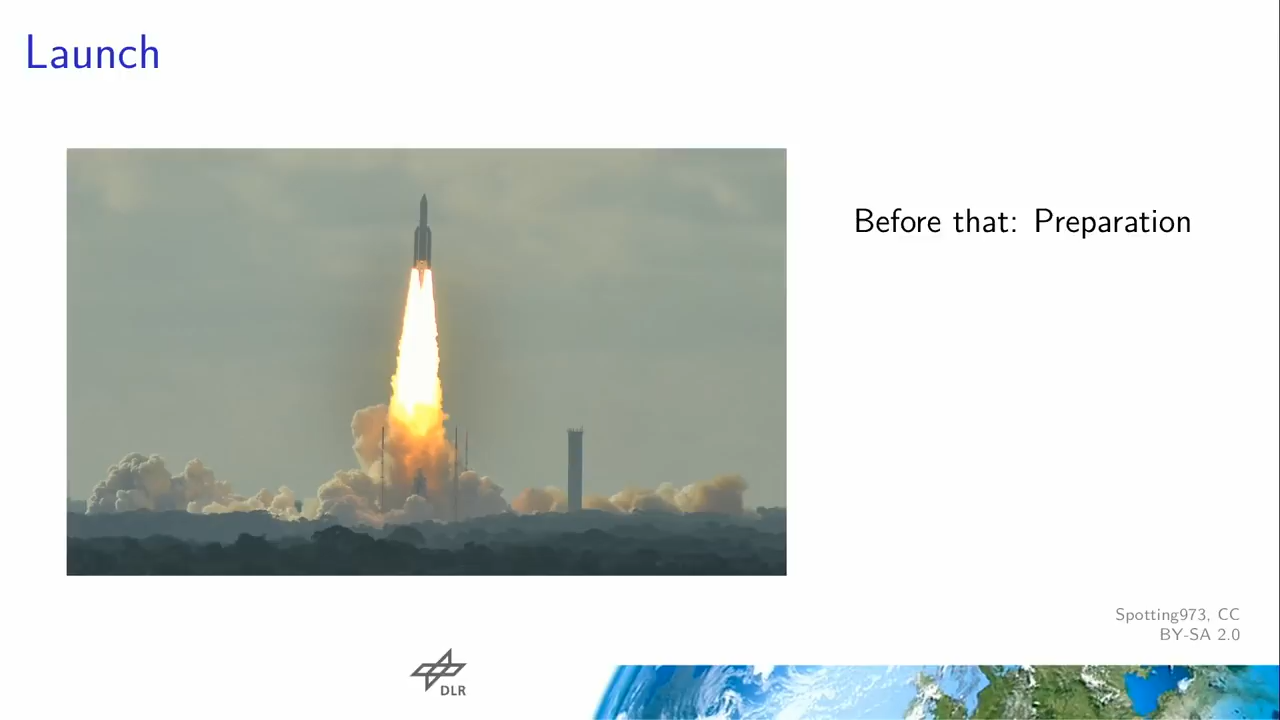 Launch
Before that: Preparation
Spotting973, CC
BY-SA 2.0
DLR